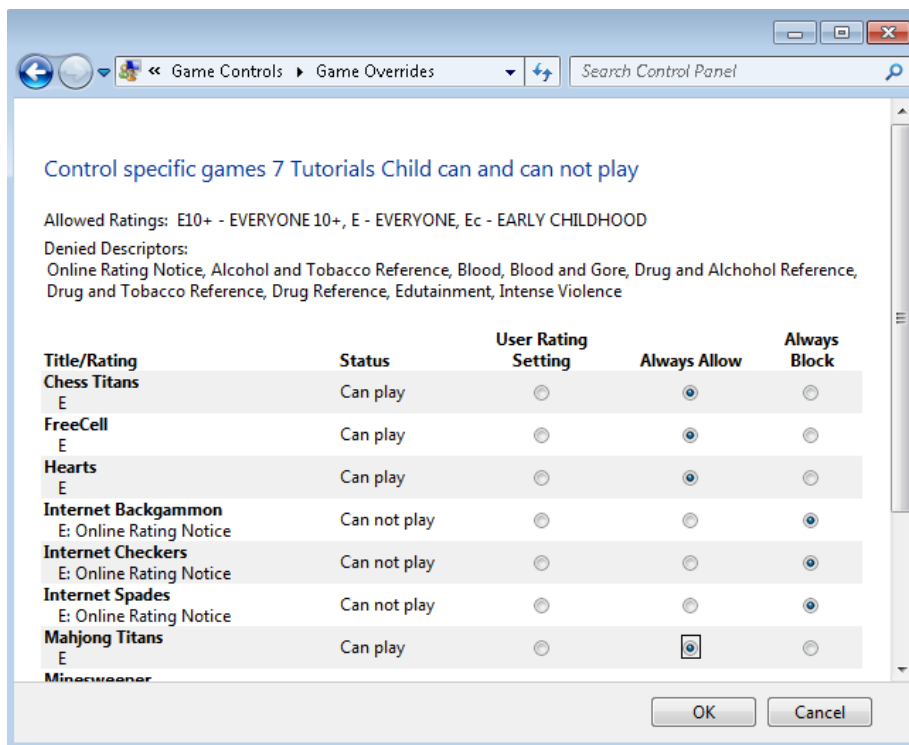 « Game Controls ▸ Game Overrides
Search Control Panel
Control specific games 7 Tutorials Child can and can not play
Allowed Ratings: E10+ - EVERYONE 10+, E - EVERYONE, Ec - EARLY CHILDHOOD
Denied Descriptors:
Online Rating Notice, Alcohol and Tobacco Reference, Blood, Blood and Gore, Drug and Alchohol Reference,
Drug and Tobacco Reference, Drug Reference, Edutainment, Intense Violence
User Rating Always
Title/Rating Status Setting Always Allow Block
Chess Titans
E Can play
FreeCell
E Can play
Hearts
E Can play
Internet Backgammon
E: Online Rating Notice Can not play
Internet Checkers
E: Online Rating Notice Can not play
Internet Spades
E: Online Rating Notice Can not play
Mahjong Titans
E Can play
Minesweeper
OK Cancel